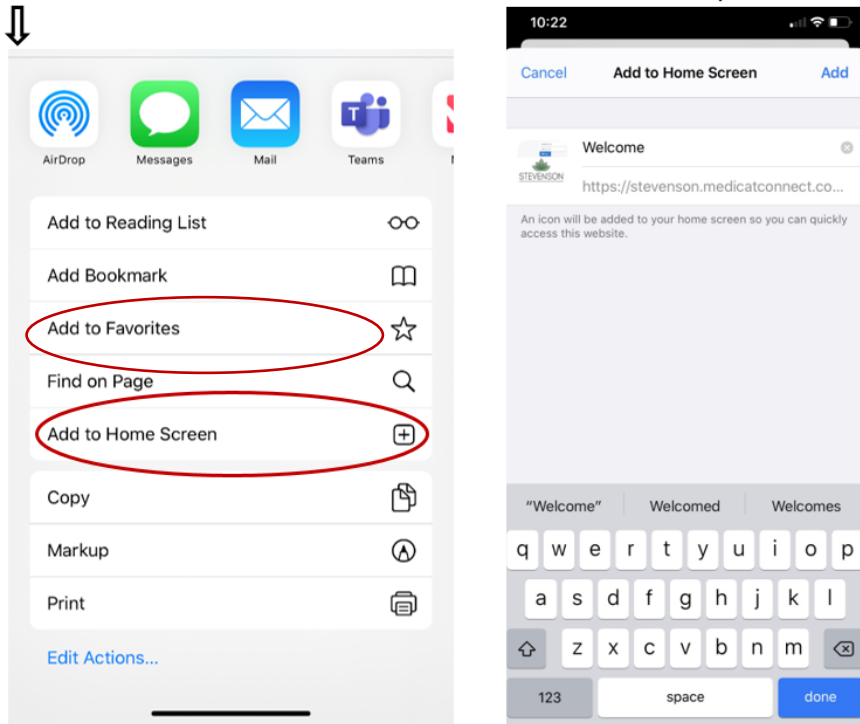 AirDrop
Messages
Mail
Teams
Add to Reading List
Add Bookmark
Add to Favorites
Find on Page
Add to Home Screen
Copy
Markup
Print
Edit Actions...
10:22
Cancel
Add to Home Screen
Add
STEVENSON
Welcome
https://stevenson.medicatconnect.co...
An icon will be added to your home screen so you can quickly
access this website.
"Welcome" Welcomed Welcomes
q w e r t y u i o p
a s d f g h j k l
z x c v b n m
123 space done